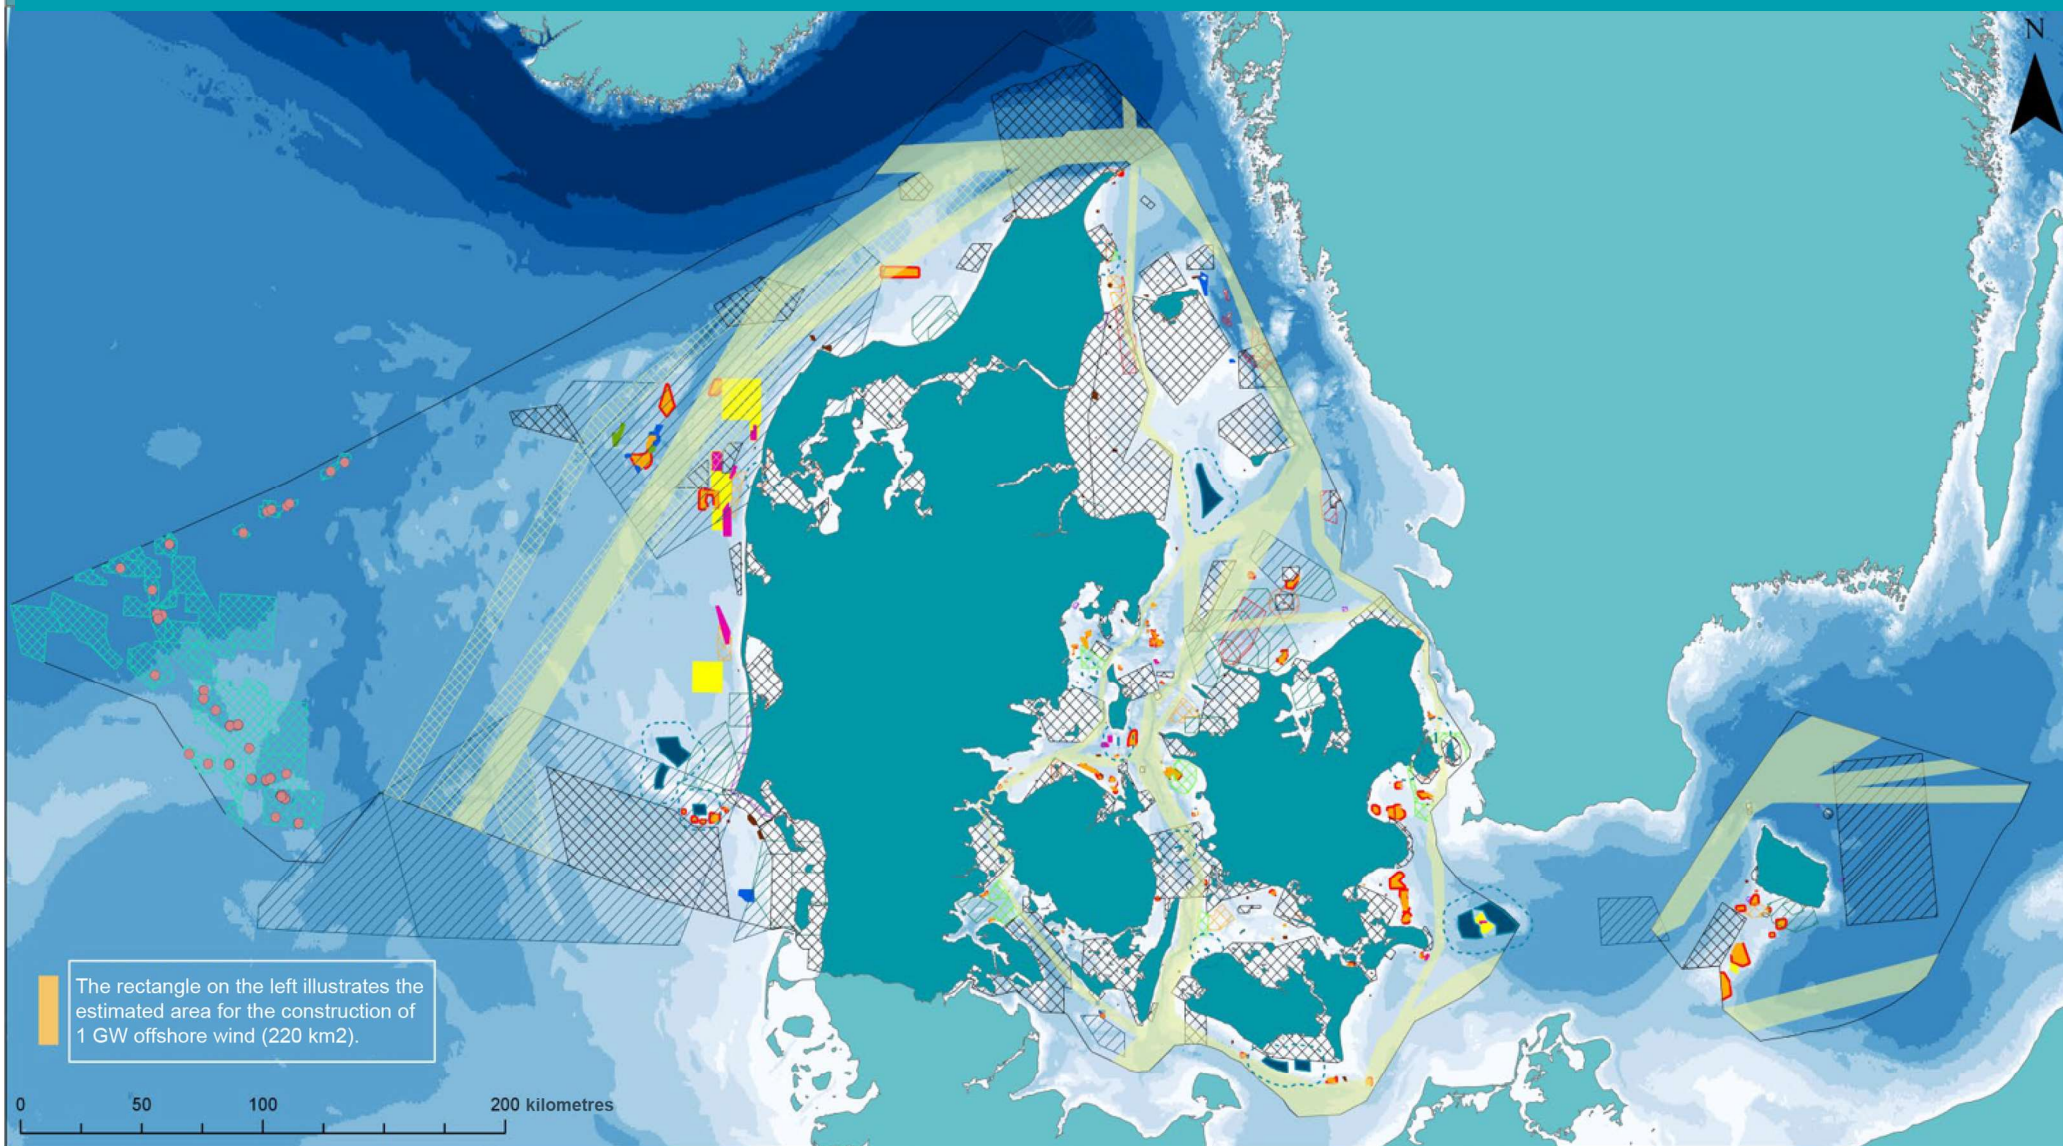 N
The rectangle on the left illustrates the
estimated area for the construction of
1 GW offshore wind (220 km2).
0 50 100 200 kilometres